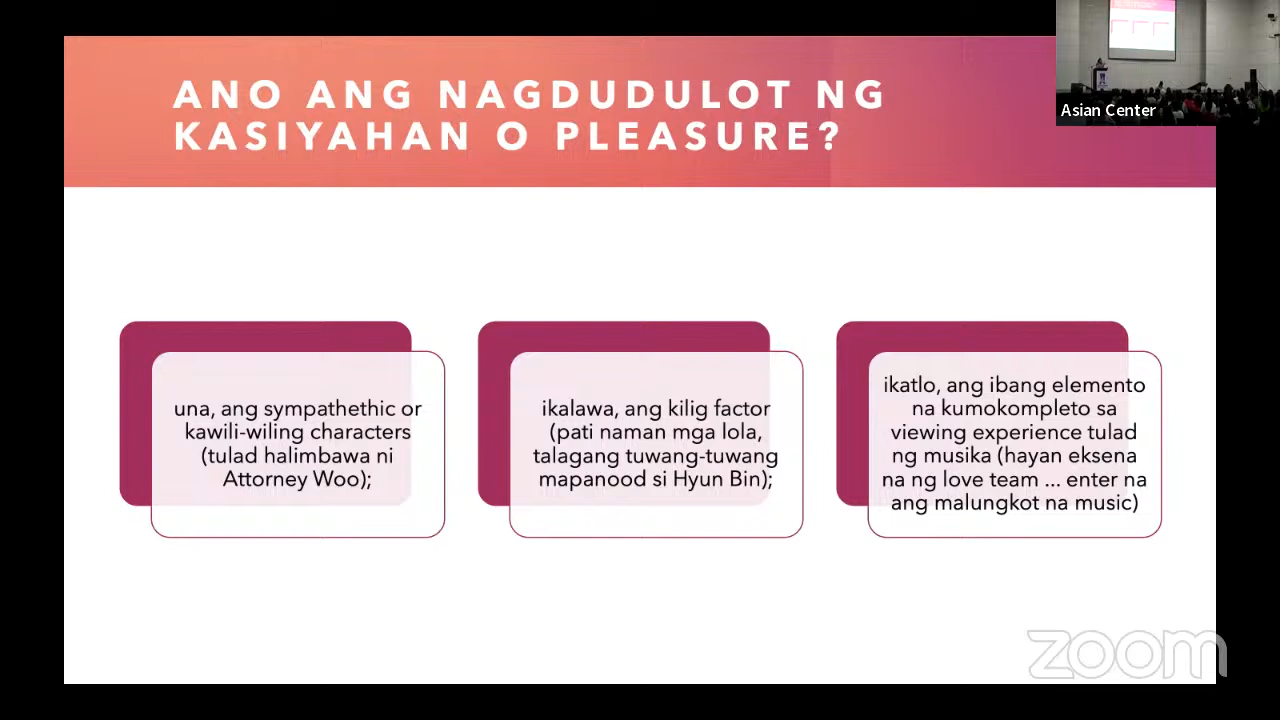 ANO ANG NAGDUDULOT NG
KASIYAHAN O PLEASURE?
Asian Center
una, ang sympathethic or
kawili-wiling characters
(tulad halimbawa ni
Attorney Woo);
ikalawa, ang kilig factor
(pati naman mga lola,
talagang tuwang-tuwang
mapanood si Hyun Bin);
ikatlo, ang ibang elemento
na kumokompleto sa
viewing experience tulad
ng musika (hayan eksena
na ng love team ... enter na
ang malungkot na music)
zoom